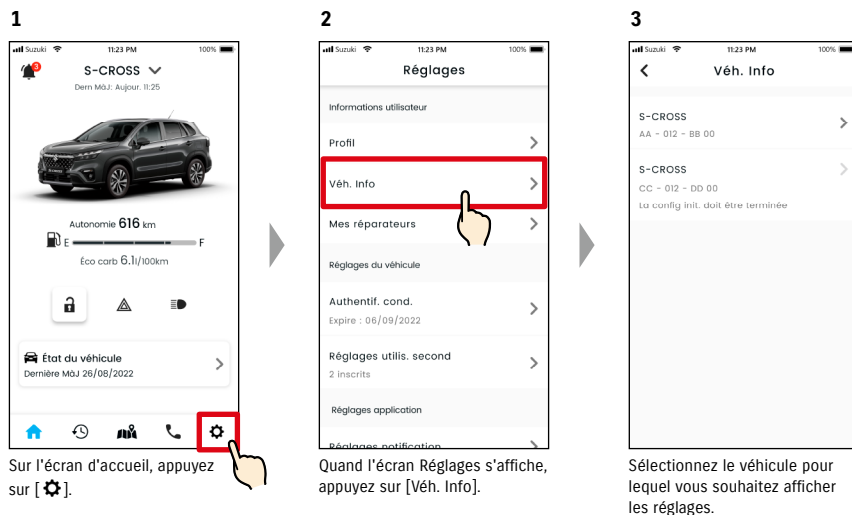 1
Suzuki 11:23 PM 100%
3
S-CROSS
Dern MàJ: Aujour. 11:25
Autonomie 616 km
E F
Éco carb 6.1l/100km
État du véhicule
Dernière MàJ 26/08/2022
Sur l'écran d'accueil, appuyez
sur [ ].
2
Suzuki 11:23 PM 100%
Réglages
Informations utilisateur
Profil
Véh. Info
Mes réparateurs
Réglages du véhicule
Authentif. cond.
Expire : 06/09/2022
Réglages utilis. second
2 inscrits
Réglages application
Réglages notification
Quand l'écran Réglages s'affiche,
appuyez sur [Véh. Info].
3
Suzuki 11:23 PM 100%
Véh. Info
S-CROSS
AA - 012 - BB 00
S-CROSS
CC - 012 - DD 00
La config init. doit être terminée
Sélectionnez le véhicule pour
lequel vous souhaitez afficher
les réglages.